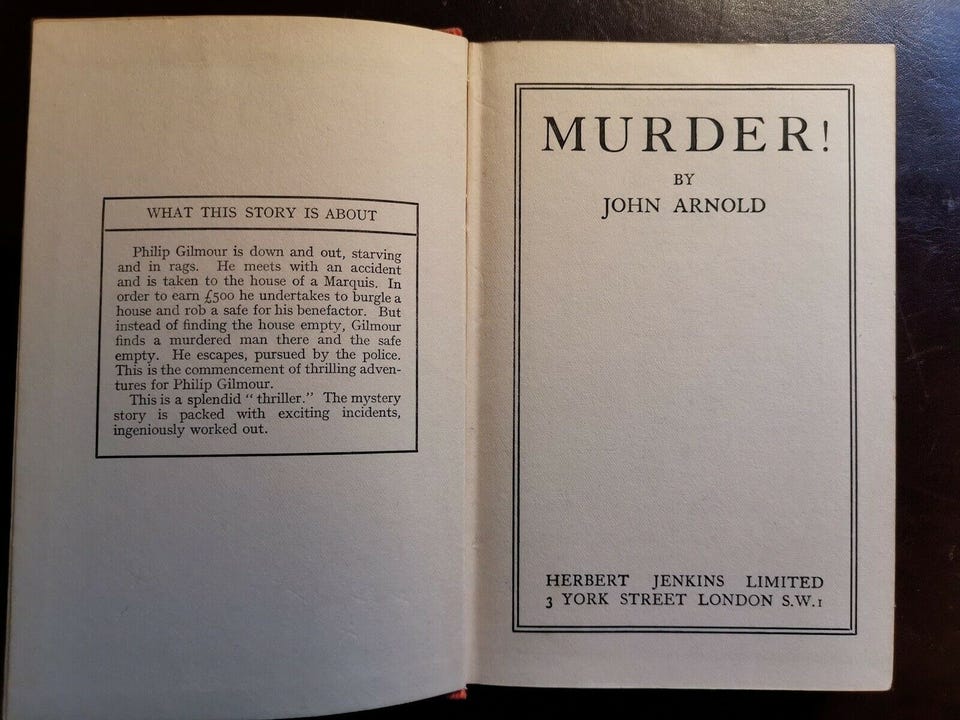 WHAT THIS STORY IS ABOUT
Philip Gilmour is down and out, starving
and in rags. He meets with an accident
and is taken to the house of a Marquis. In
order to earn £500 he undertakes to burgle a
house and rob a safe for his benefactor. But
instead of finding the house empty, Gilmour
finds a murdered man there and the safe
empty. He escapes, pursued by the police.
This is the commencement of thrilling adven-
tures for Philip Gilmour.
This is a splendid "thriller." The mystery
story is packed with exciting incidents,
ingeniously worked out.
MURDER!
BY
JOHN ARNOLD
HERBERT JENKINS LIMITED
3 YORK STREET LONDON S.W.1